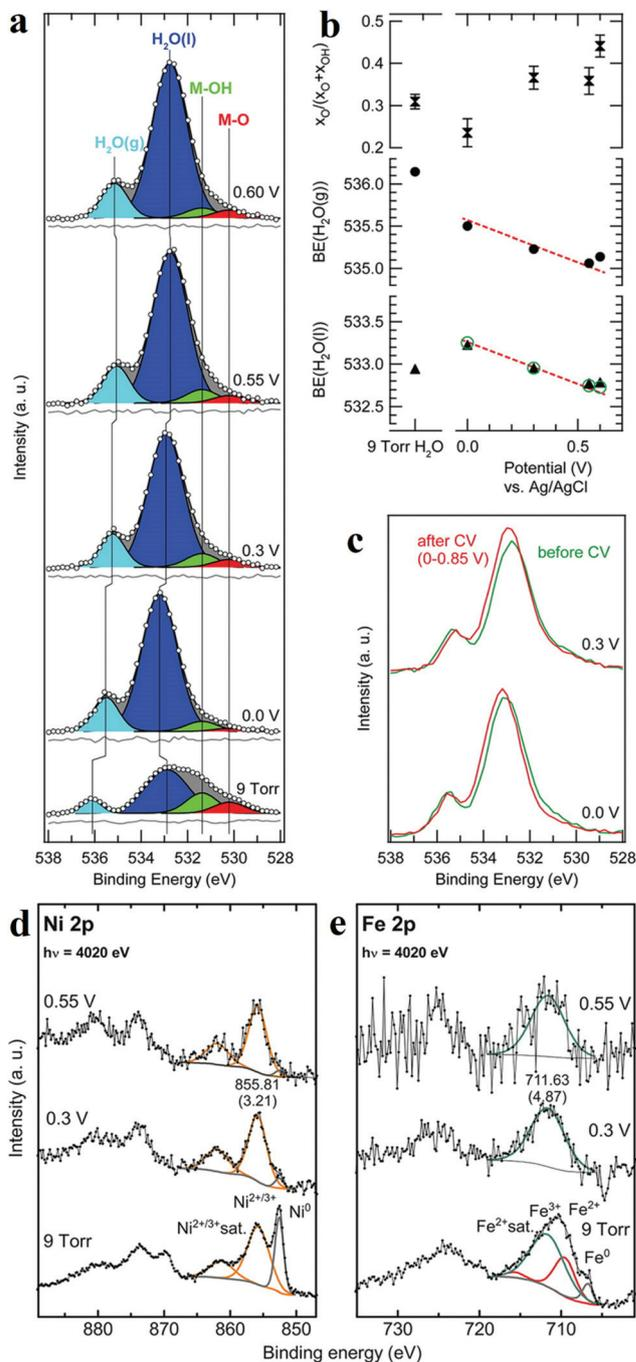 a
H₂O(l)
M-OH
M-O
H₂O(g)
0.60 V
0.55 V
0.3 V
0.0 V
9 Torr
538 536 534 532 530 528
Binding Energy (eV)
Intensity (a. u.)
b
x_O/(x_O+x_OH)
0.5
0.4
0.3
0.2
BE(H₂O(g))
536.0
535.5
535.0
BE(H₂O(l))
533.5
533.0
532.5
9 Torr H₂O 0.0 0.5
Potential (V)
vs. Ag/AgCl
c
after CV
(0-0.85 V)
before CV
0.3 V
0.0 V
Intensity (a. u.)
538 536 534 532 530 528
Binding Energy (eV)
d
Ni 2p
hν = 4020 eV
0.55 V
855.81
(3.21)
0.3 V
Ni²⁺/³⁺
Ni⁰
Ni²⁺/³⁺sat.
9 Torr
Intensity (a. u.)
880 870 860 850
Binding energy (eV)
e
Fe 2p
hν = 4020 eV
0.55 V
711.63
(4.87)
0.3 V
Fe³⁺
Fe²⁺
Fe²⁺sat.
9 Torr
Fe⁰
730 720 710
Binding energy (eV)